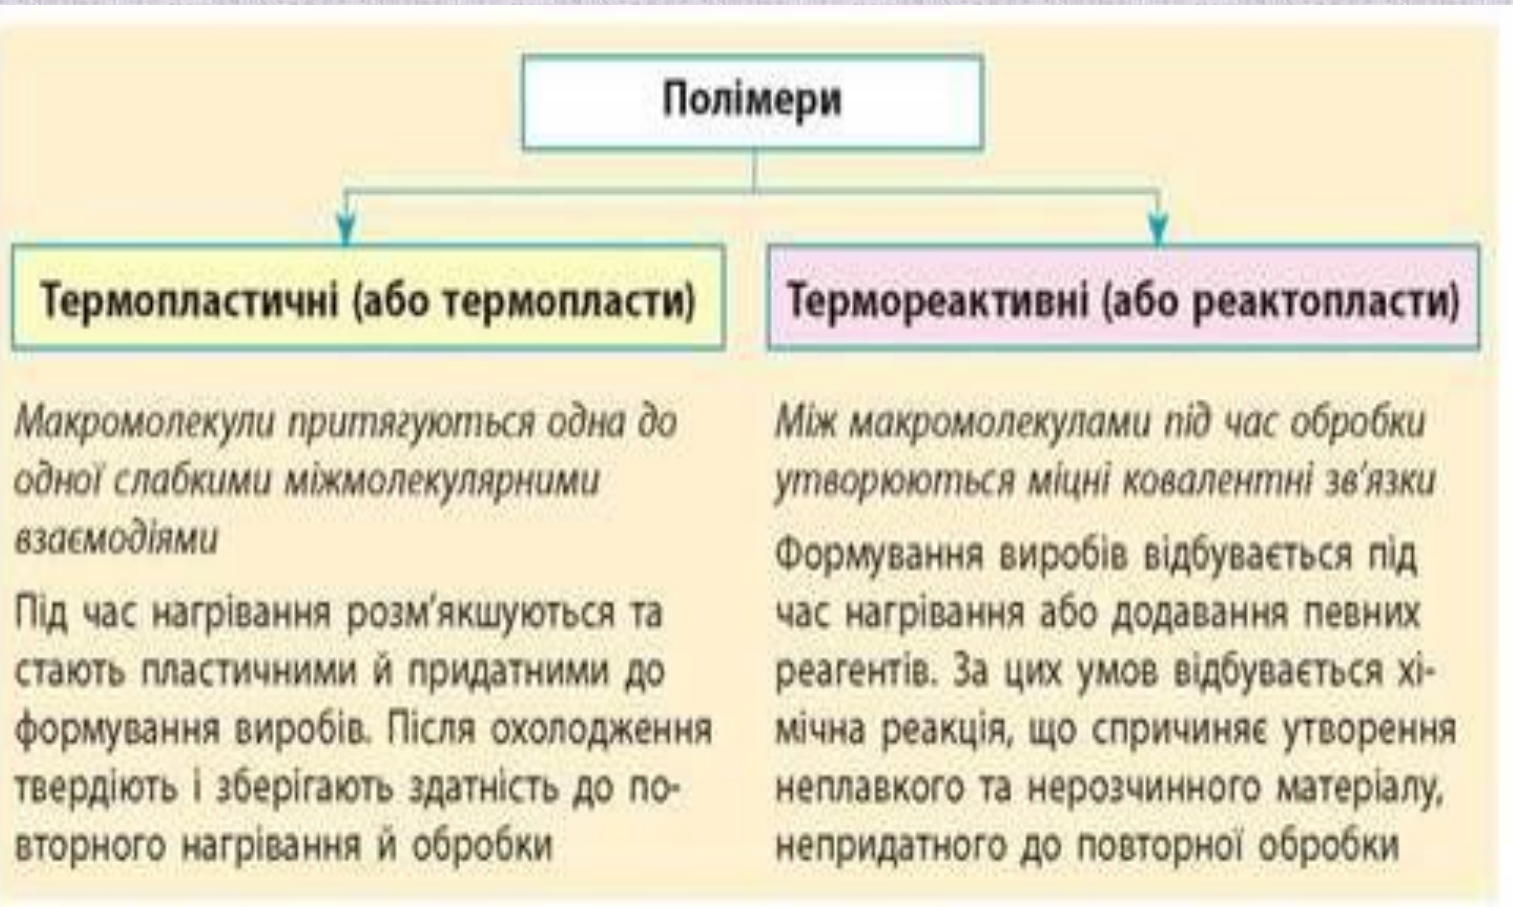 Полімери
Термопластичні (або термопласти)
Макромолекули притягуються одна до
одної слабкими міжмолекулярними
взаємодіями
Під час нагрівання розм'якшуються та
стають пластичними й придатними до
формування виробів. Після охолодження
твердіють і зберігають здатність до по-
вторного нагрівання й обробки
Термореактивні (або реактопласти)
Між макромолекулами під час обробки
утворюються міцні ковалентні зв'язки
Формування виробів відбувається під
час нагрівання або додавання певних
реагентів. За цих умов відбувається хі-
мічна реакція, що спричиняє утворення
неплавкого та нерозчинного матеріалу,
непридатного до повторної обробки